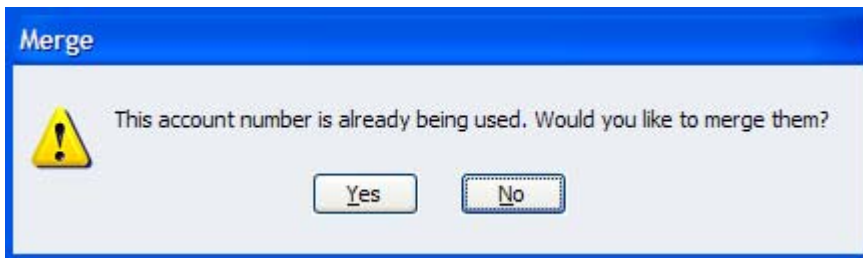 Merge
This account number is already being used. Would you like to merge them?
Yes No